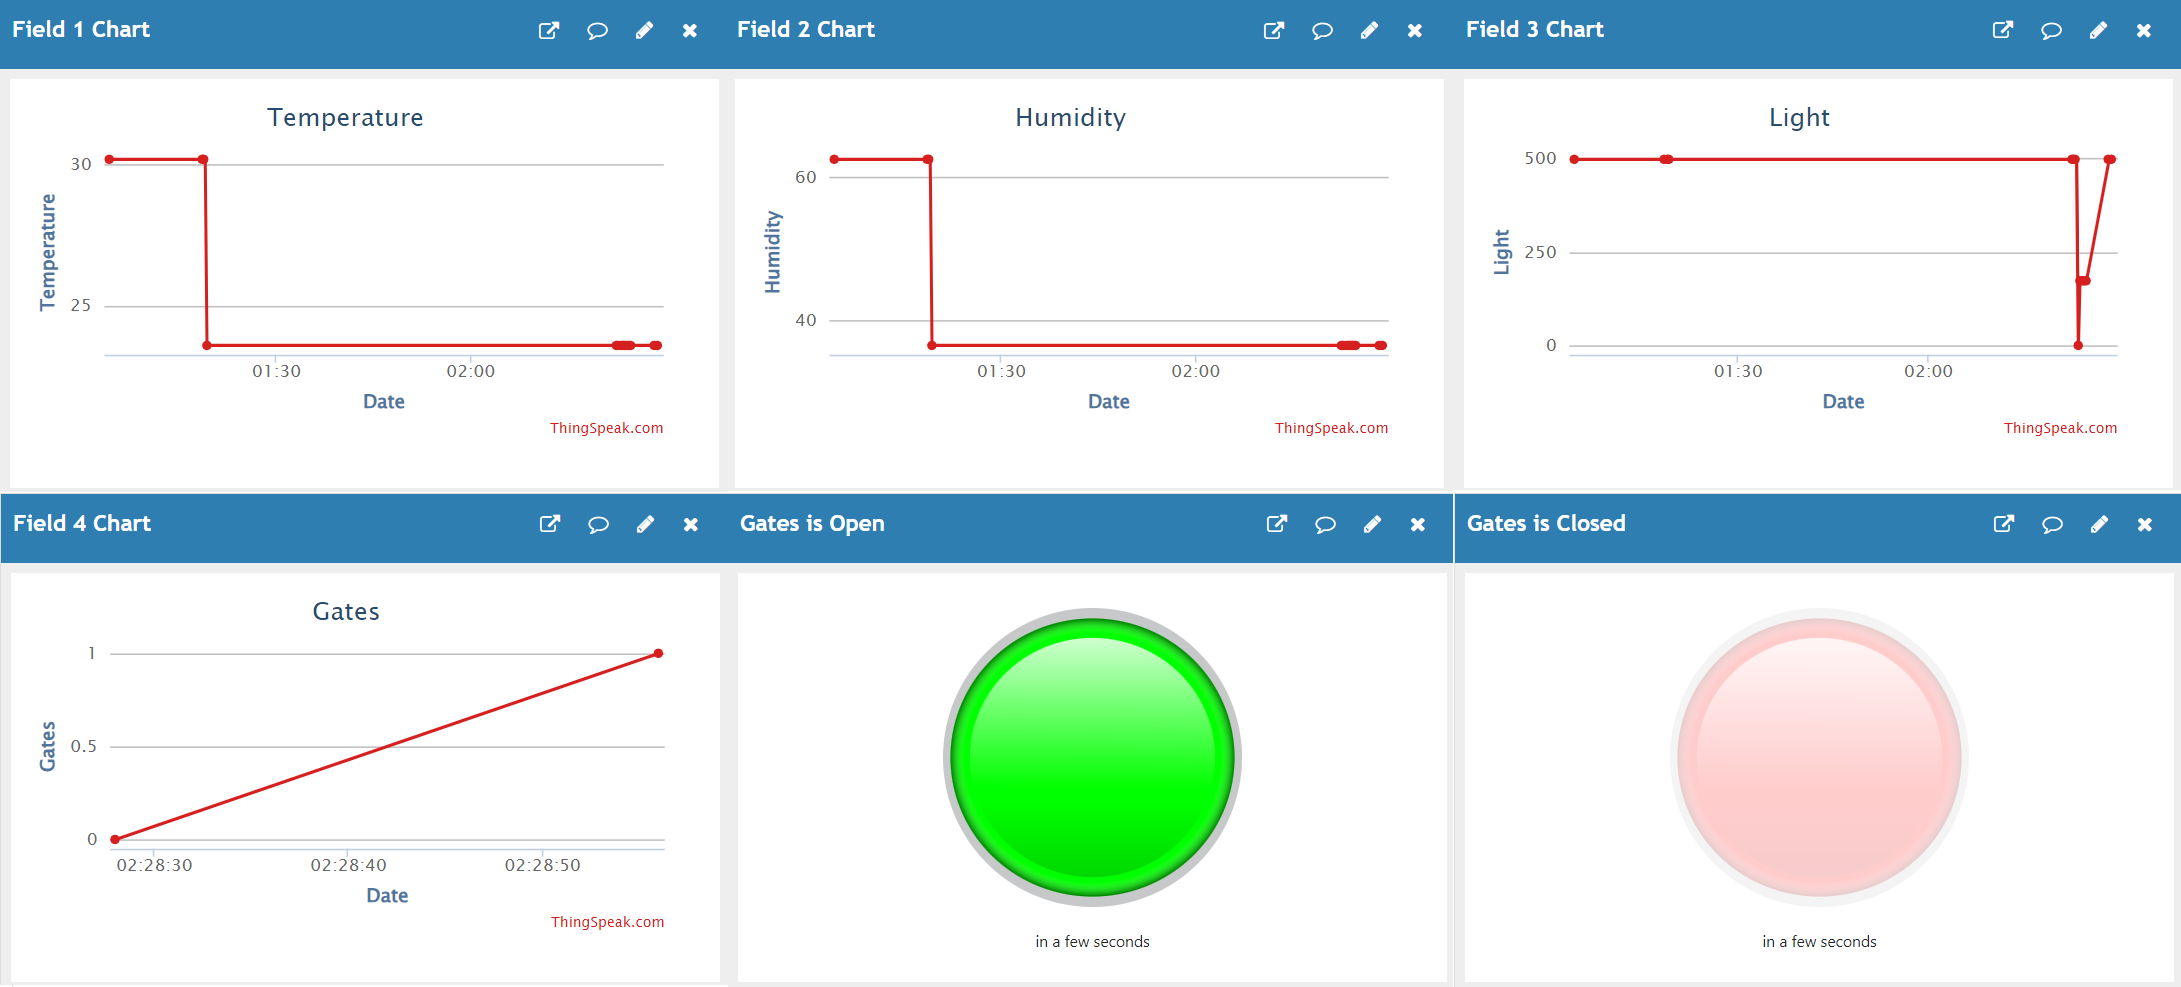 Field 1 Chart
Temperature
30
25
Temperature
01:30
02:00
Date
ThingSpeak.com
Field 2 Chart
Humidity
60
40
Humidity
01:30
02:00
Date
ThingSpeak.com
Field 3 Chart
Light
500
250
0
Light
01:30
02:00
Date
ThingSpeak.com
Field 4 Chart
Gates
1
0.5
0
Gates
02:28:30
02:28:40
02:28:50
Date
ThingSpeak.com
Gates is Open
in a few seconds
Gates is Closed
in a few seconds